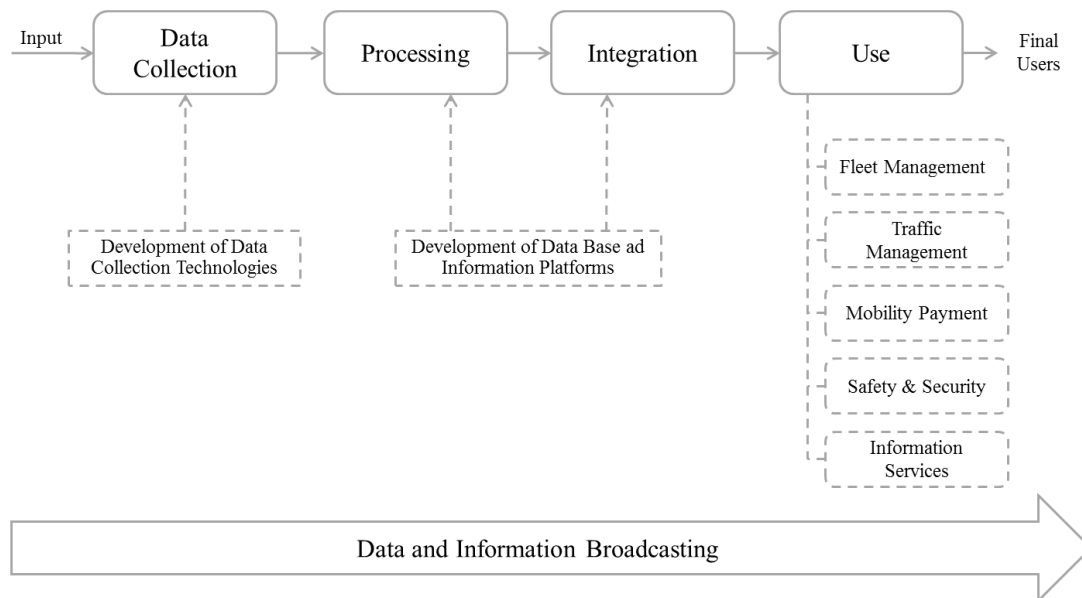 Input
Data
Collection
Processing
Integration
Use
Final
Users
Fleet Management
Traffic
Management
Mobility Payment
Safety & Security
Information
Services
Development of Data
Collection Technologies
Development of Data Base ad
Information Platforms
Data and Information Broadcasting